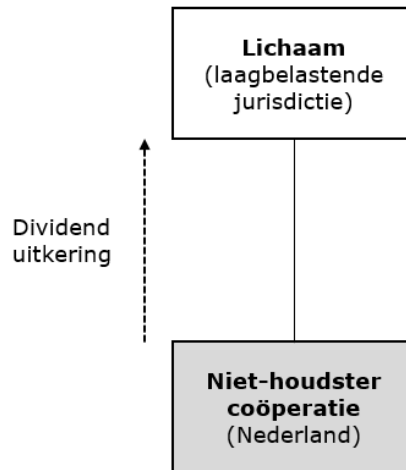 Lichaam
(laagbelastende
jurisdictie)
Dividend
uitkering
Niet-houdster
coöperatie
(Nederland)